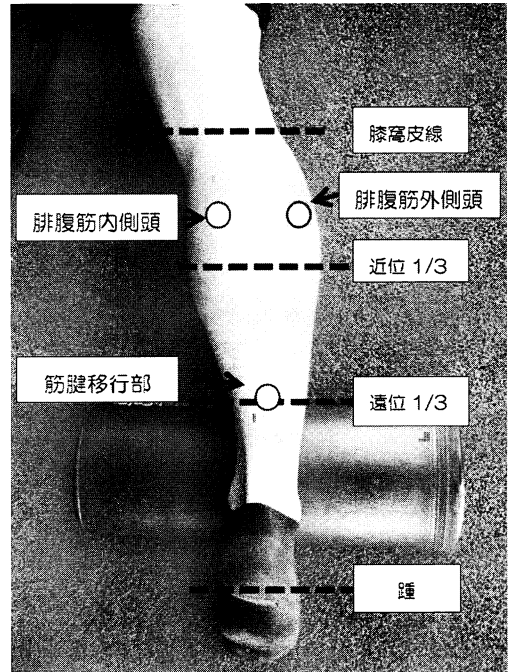 膝窩皮線
腓腹筋内側頭
腓腹筋外側頭
近位 1/3
筋腱移行部
遠位 1/3
踵